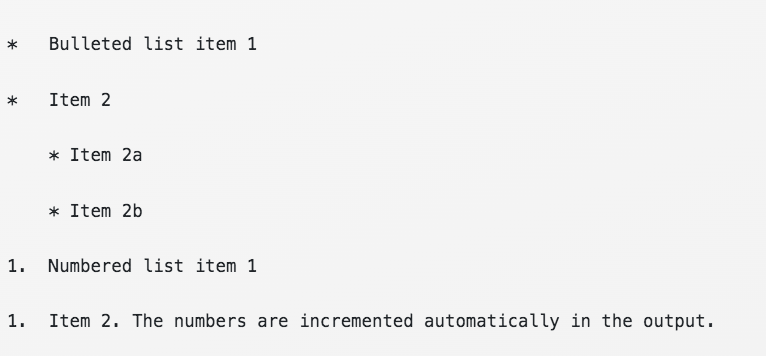 *   Bulleted list item 1
*   Item 2
    * Item 2a
    * Item 2b
1.  Numbered list item 1
1.  Item 2. The numbers are incremented automatically in the output.